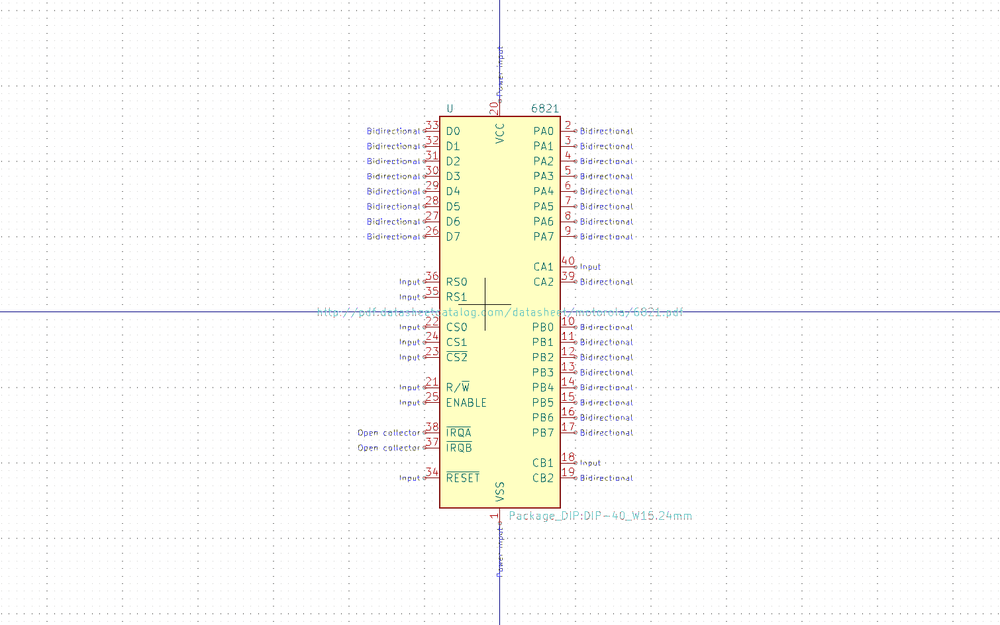 Power input
20
U 6821
VCC
Bidirectional 33 D0 PA0 2 Bidirectional
Bidirectional 32 D1 PA1 3 Bidirectional
Bidirectional 31 D2 PA2 4 Bidirectional
Bidirectional 30 D3 PA3 5 Bidirectional
Bidirectional 29 D4 PA4 6 Bidirectional
Bidirectional 28 D5 PA5 7 Bidirectional
Bidirectional 27 D6 PA6 8 Bidirectional
Bidirectional 26 D7 PA7 9 Bidirectional
CA1 40 Input
Input 36 RS0 CA2 39 Bidirectional
Input 35 RS1
http://pdf.datasheetcatalog.com/datasheet/motorola/6821.pdf
Input 22 CS0 PB0 10 Bidirectional
Input 24 CS1 PB1 11 Bidirectional
Input 23 CS2 PB2 12 Bidirectional
PB3 13 Bidirectional
Input 21 R/W PB4 14 Bidirectional
Input 25 ENABLE PB5 15 Bidirectional
PB6 16 Bidirectional
Open collector 38 IRQA PB7 17 Bidirectional
Open collector 37 IRQB
CB1 18 Input
Input 34 RESET CB2 19 Bidirectional
VSS
1
Package_DIP:DIP-40_W15.24mm
Power input